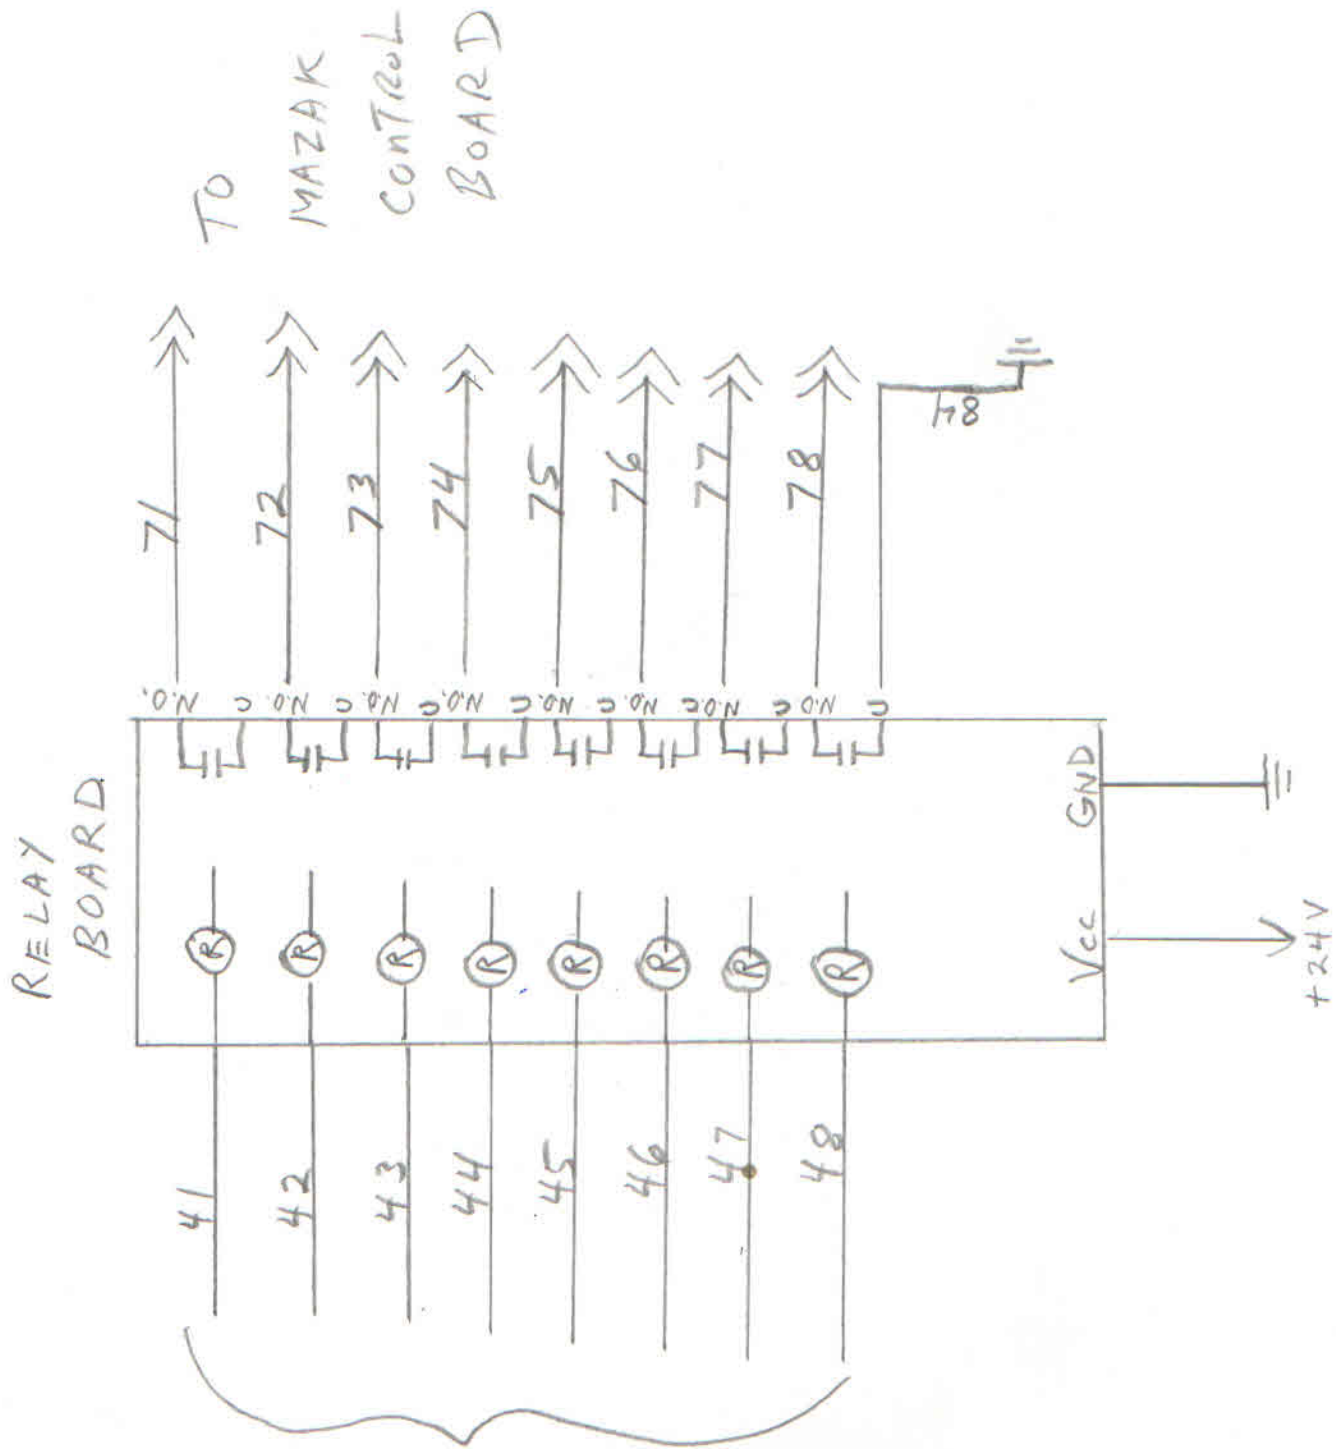 RELAY
BOARD
41 R N.O. 71
C
42 R N.O. 72
C
43 R N.O. 73
C
44 R N.O. 74
C
45 R N.O. 75
C
46 R N.O. 76
C
47 R N.O. 77
C
48 R N.O. 78
C
84
TO
MAZAK
CONTROL
BOARD
Vcc GND
+24V